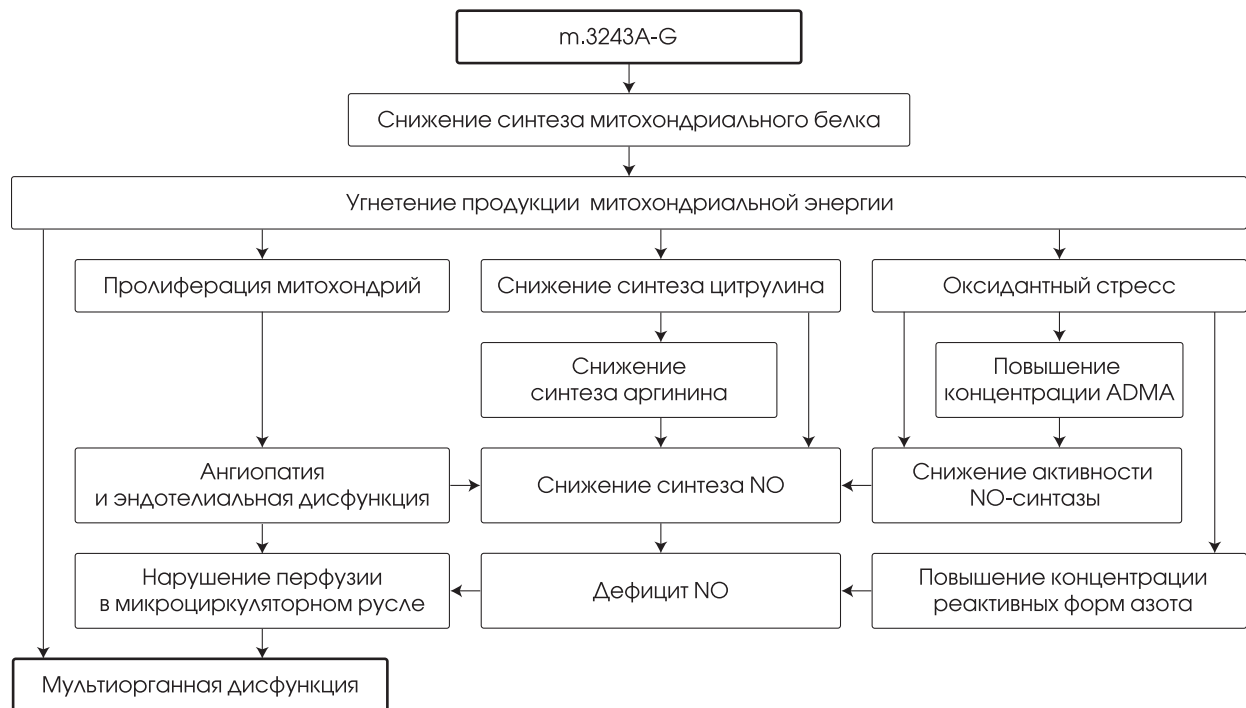 m.3243A-G
Снижение синтеза митохондриального белка
Угнетение продукции митохондриальной энергии
Пролиферация митохондрий
Снижение синтеза цитрулина
Оксидантный стресс
Снижение
синтеза аргинина
Повышение
концентрации ADMA
Ангиопатия
и эндотелиальная дисфункция
Снижение синтеза NO
Снижение активности
NO-синтазы
Нарушение перфузии
в микроциркуляторном русле
Дефицит NO
Повышение концентрации
реактивных форм азота
Мультиорганная дисфункция